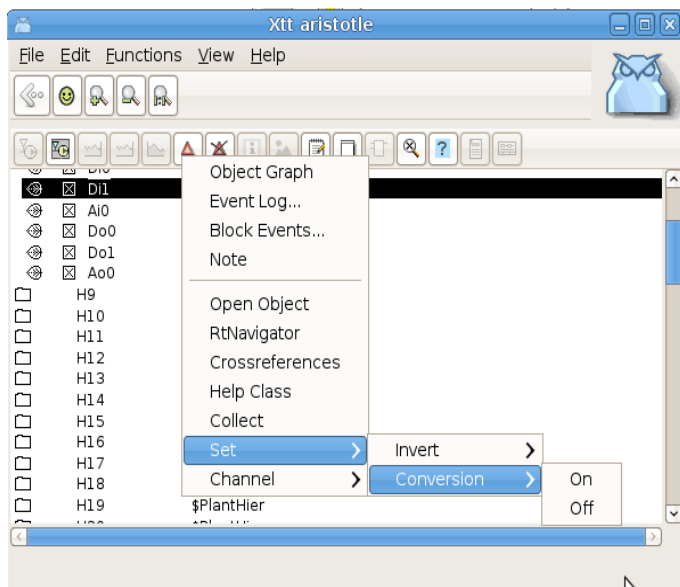 Xtt aristotle
File Edit Functions View Help
Di1
Ai0
Do0
Do1
Ao0
H9
H10
H11
H12
H13
H14
H15
H16
H17
H18
H19 $PlantHier
Object Graph
Event Log...
Block Events...
Note
Open Object
RtNavigator
Crossreferences
Help Class
Collect
Set
Channel
Invert
Conversion
On
Off